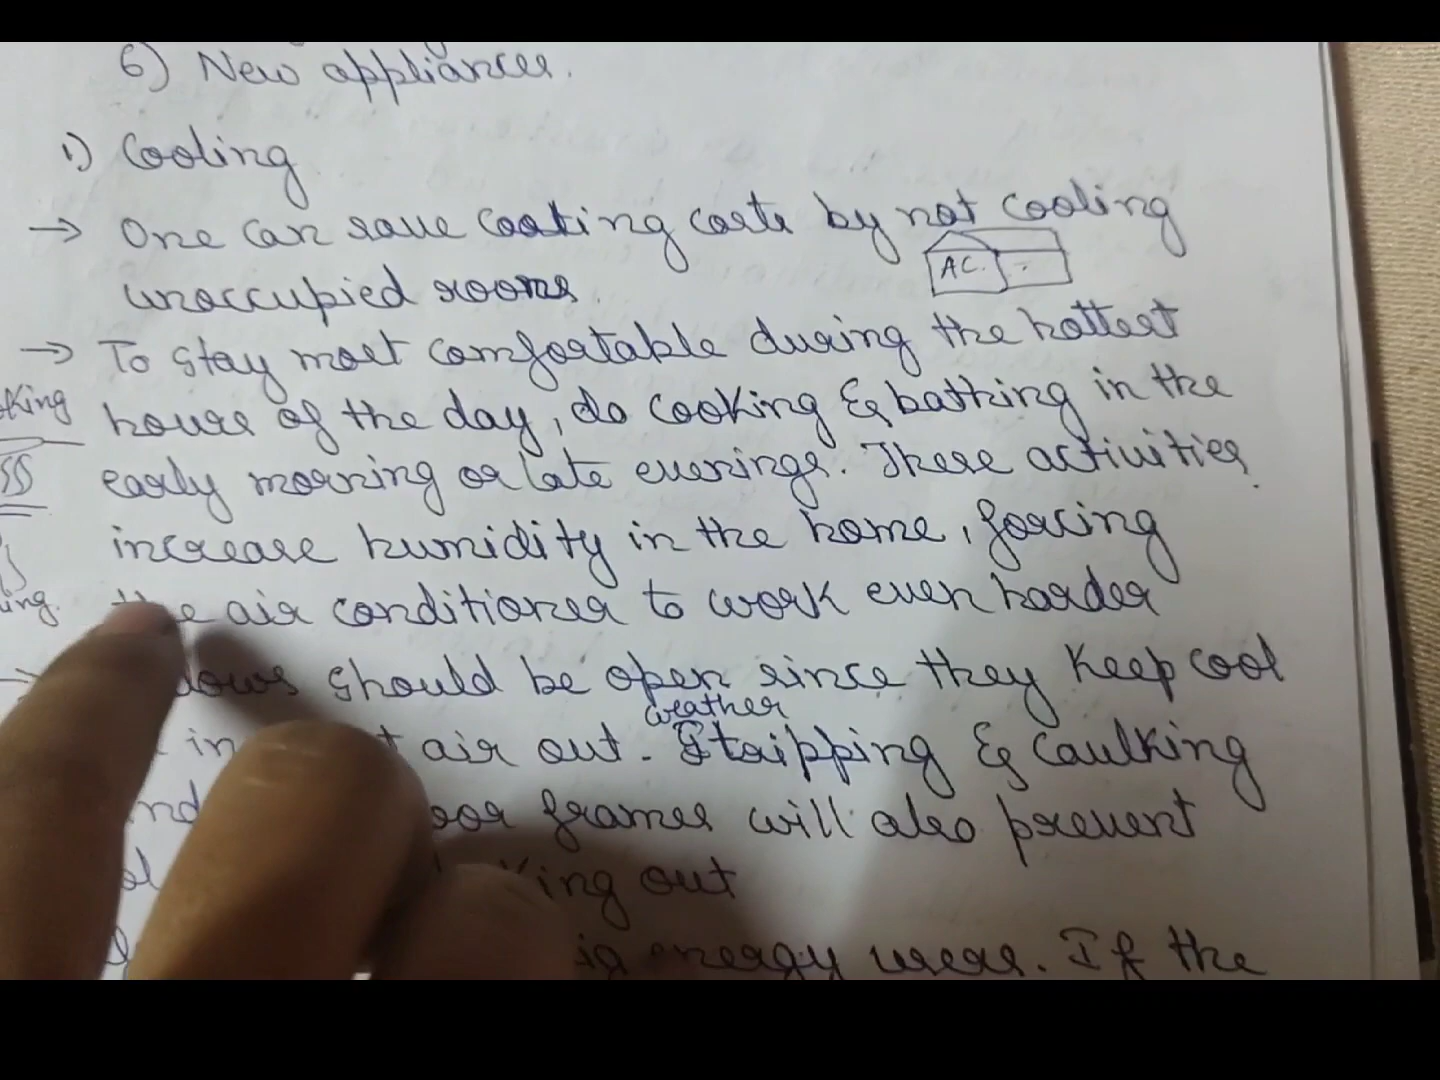 6) New appliances.
1) Cooling
→ One can save cooling costs by not cooling
AC.
unoccupied rooms.
→ To stay most comfortable during the hottest
hours of the day, do cooking & bathing in the
early morning or late evenings. These activities
increase humidity in the home, forcing
the air conditioner to work even harder
→ should be open since they keep cool
in air out. weather Stripping & Caulking
frames will also prevent
out
energy users. If the